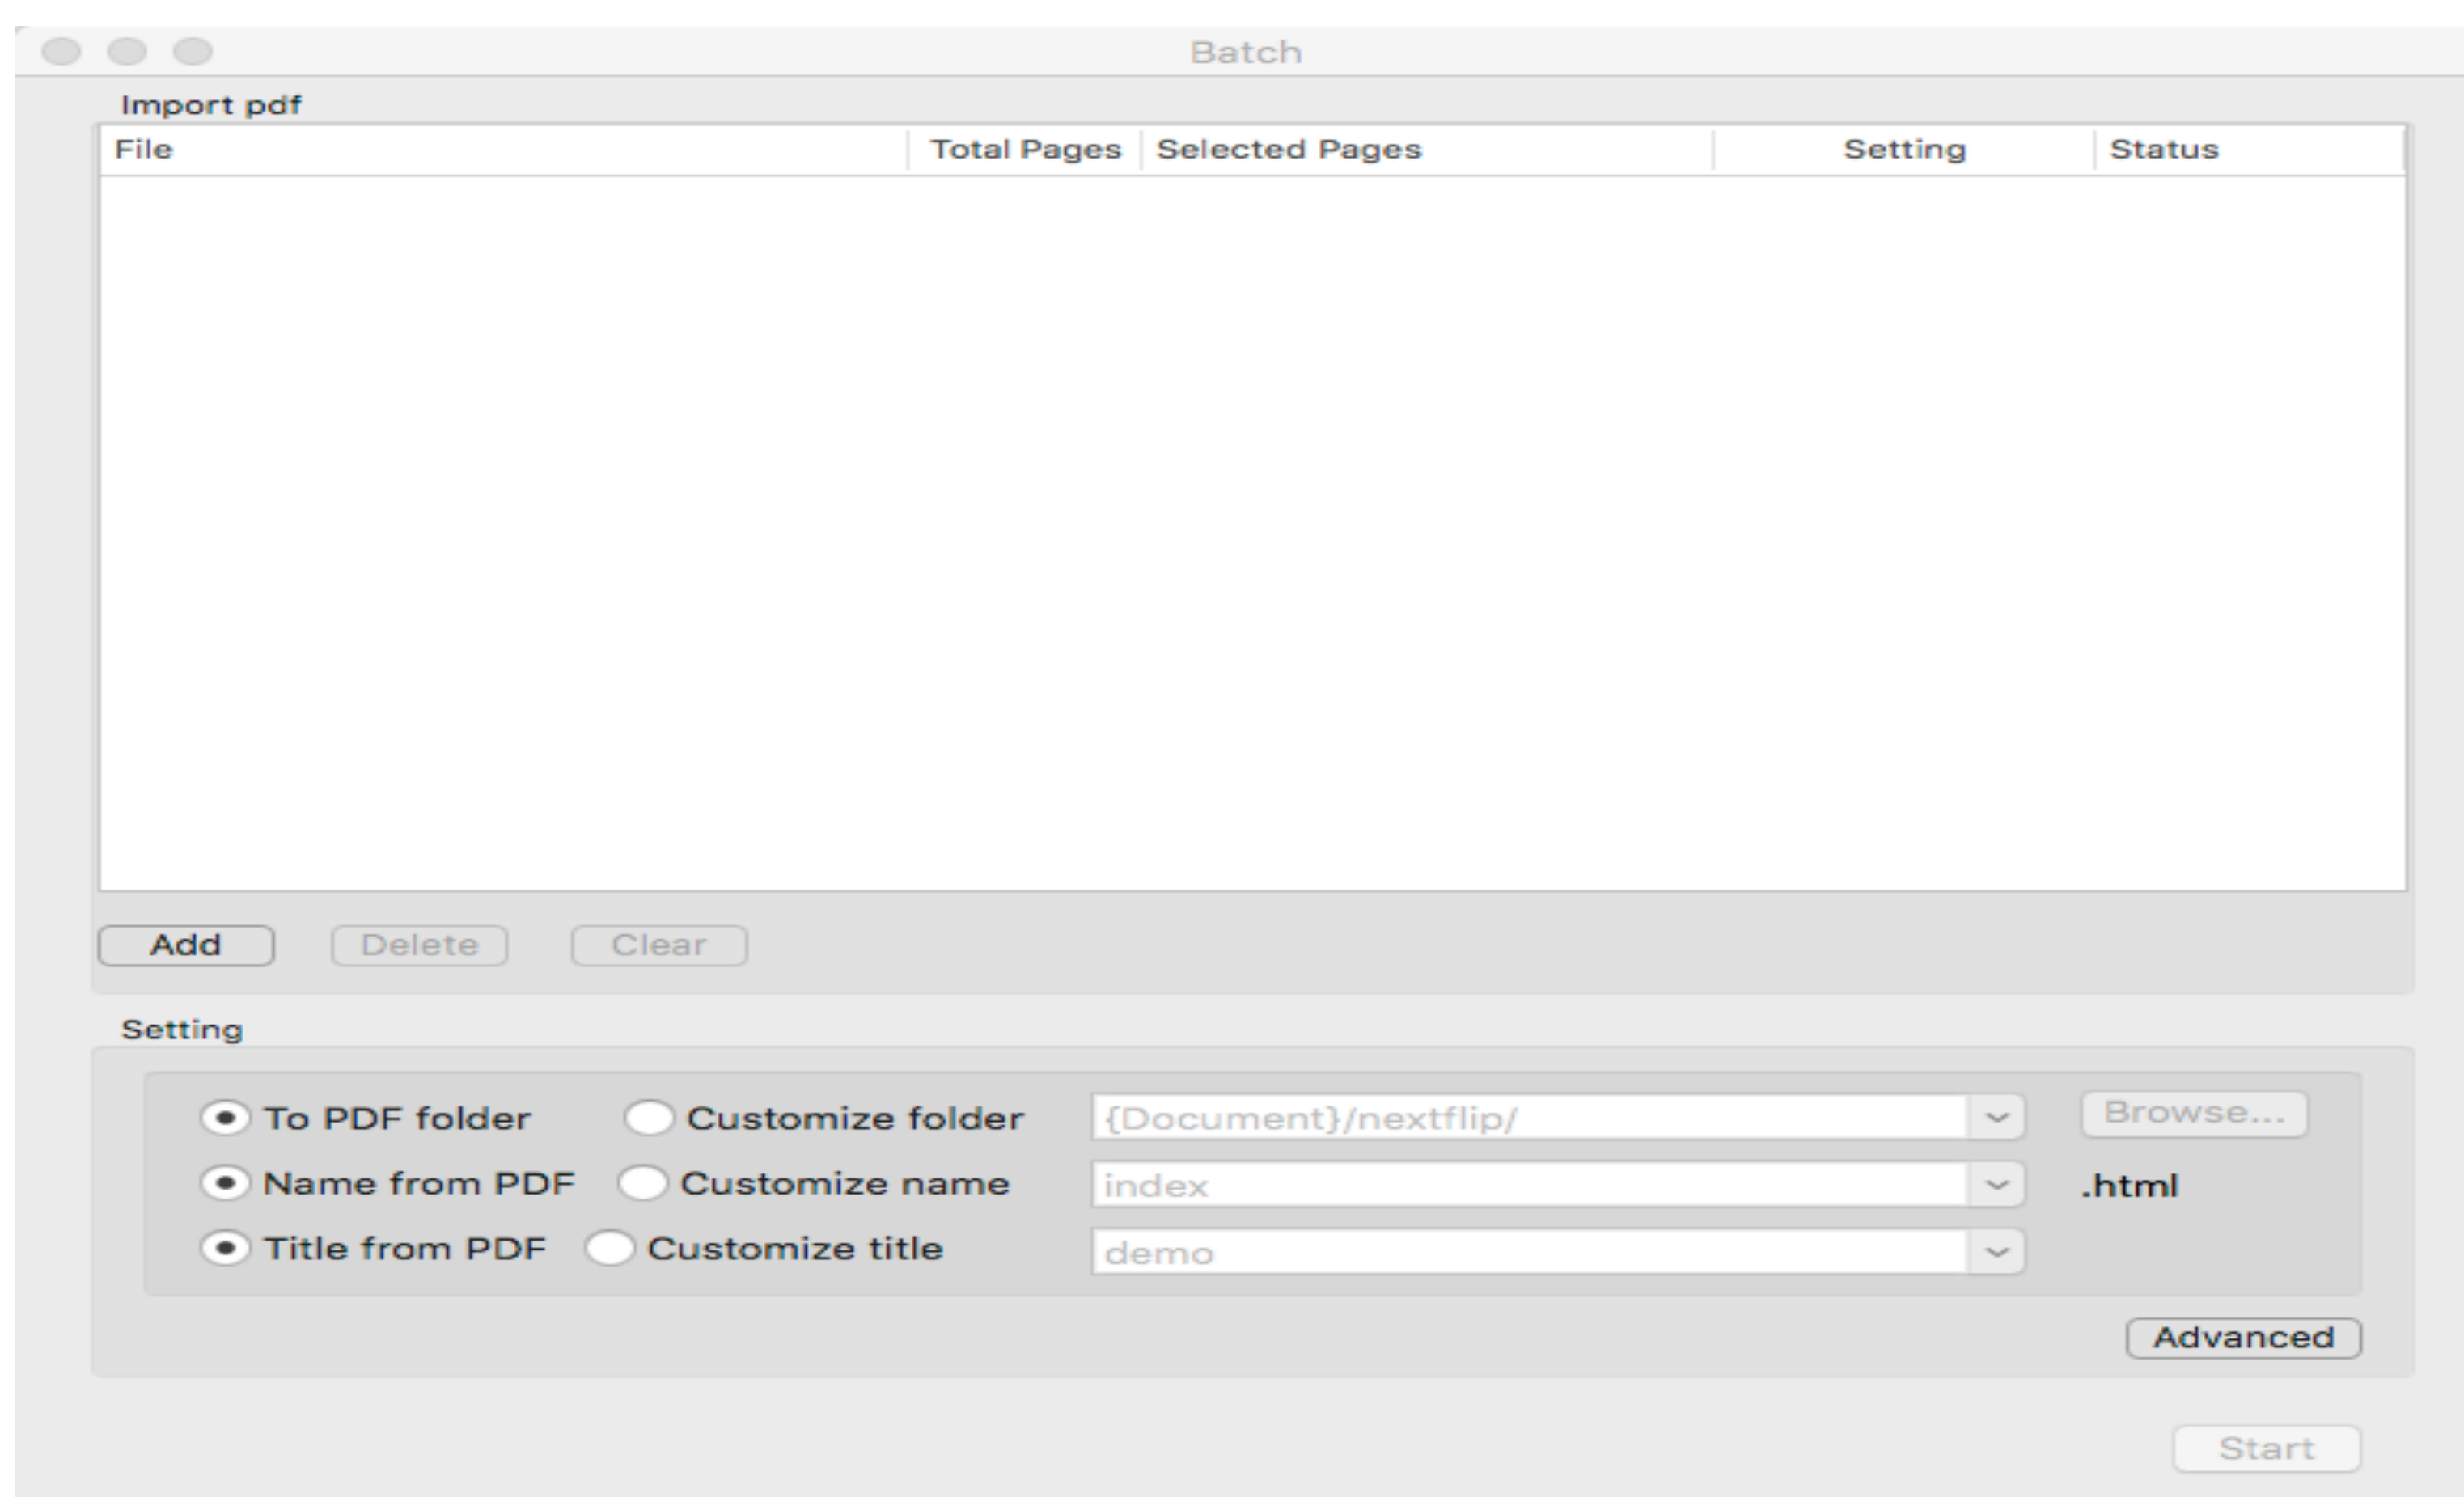 Batch
Import pdf
File Total Pages Selected Pages Setting Status
Add Delete Clear
Setting
To PDF folder Customize folder {Document}/nextflip/ Browse...
Name from PDF Customize name index .html
Title from PDF Customize title demo
Advanced
Start